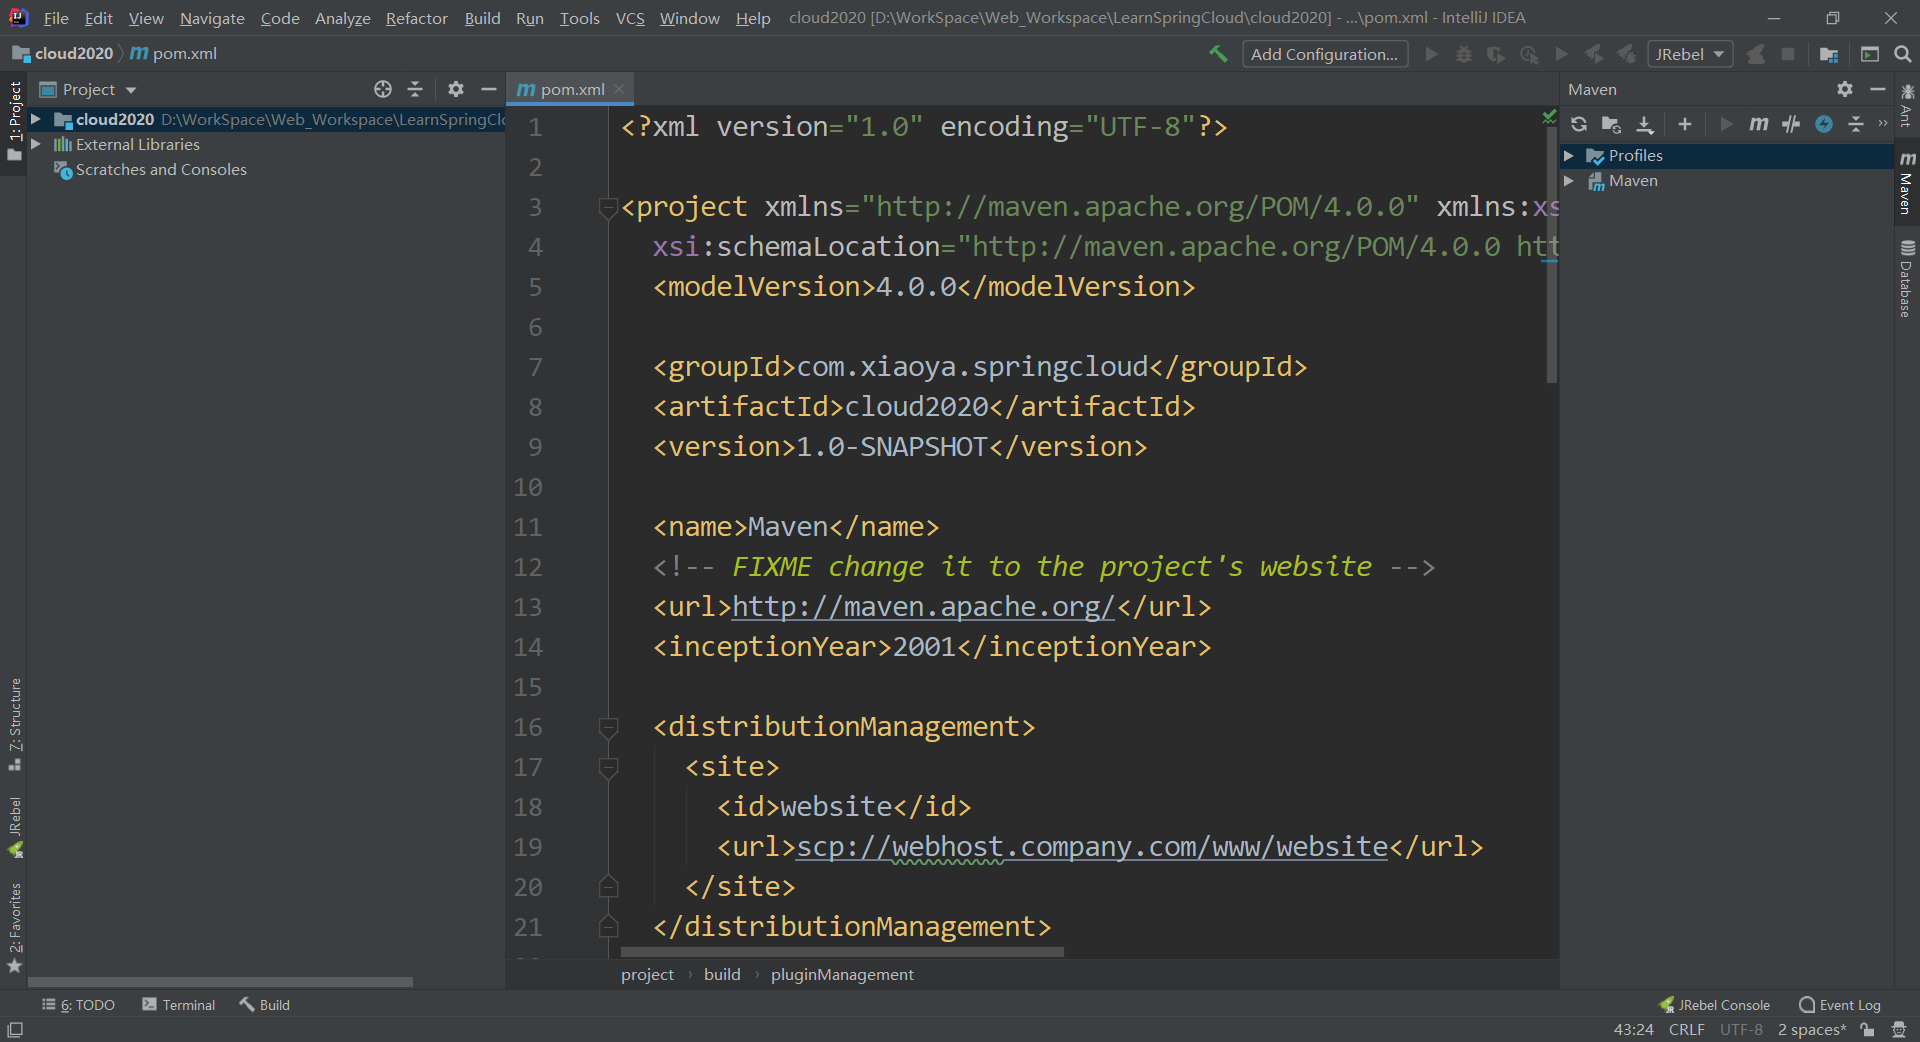 File Edit View Navigate Code Analyze Refactor Build Run Tools VCS Window Help cloud2020 [D:\WorkSpace\Web_Workspace\LearnSpringCloud\cloud2020] - ...\pom.xml - IntelliJ IDEA
cloud2020 m pom.xml
Add Configuration...
JRebel
1: Project
Project
cloud2020 D:\WorkSpace\Web_Workspace\LearnSpringClo
External Libraries
Scratches and Consoles
7: Structure
JRebel
2: Favorites
m pom.xml
1 <?xml version="1.0" encoding="UTF-8"?>
2
3 <project xmlns="http://maven.apache.org/POM/4.0.0" xmlns:xs
4 xsi:schemaLocation="http://maven.apache.org/POM/4.0.0 htt
5 <modelVersion>4.0.0</modelVersion>
6
7 <groupId>com.xiaoya.springcloud</groupId>
8 <artifactId>cloud2020</artifactId>
9 <version>1.0-SNAPSHOT</version>
10
11 <name>Maven</name>
12 <!-- FIXME change it to the project's website -->
13 <url>http://maven.apache.org/</url>
14 <inceptionYear>2001</inceptionYear>
15
16 <distributionManagement>
17 <site>
18 <id>website</id>
19 <url>scp://webhost.company.com/www/website</url>
20 </site>
21 </distributionManagement>
project › build › pluginManagement
Maven
m
Profiles
Maven
Ant
m Maven
Database
6: TODO Terminal Build
JRebel Console Event Log
43:24 CRLF UTF-8 2 spaces*